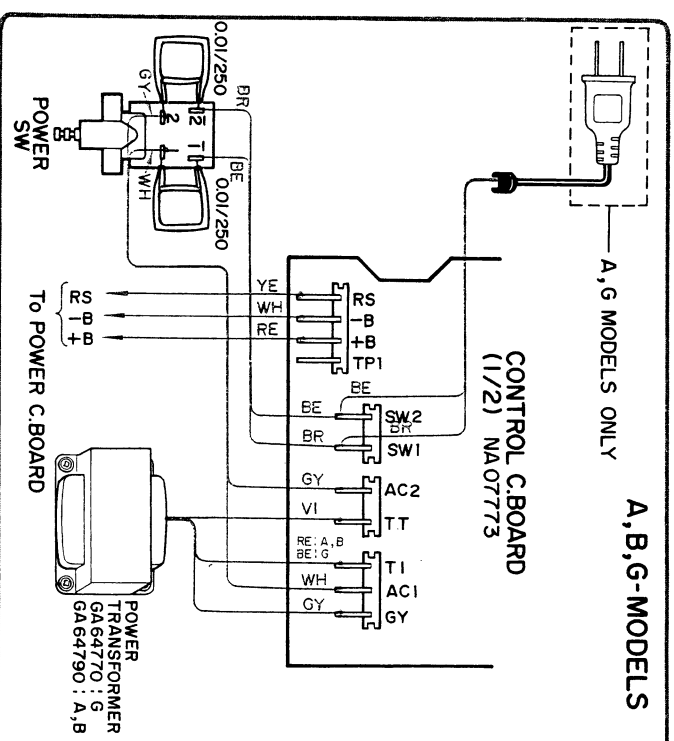 A,B,G-MODELS
A,G MODELS ONLY
CONTROL C.BOARD
(1/2) NA07773
0.01/250
0.01/250
GY
BR
2
2
1
1
WH
BE
POWER
SW
YE
WH
RE
RS
-B
+B
TP1
RS
-B
+B
To POWER C.BOARD
BE
BE
SW2
BR
BR
SW1
GY
AC2
VI
TT
RE:A,B
BE:G
T1
WH
AC1
GY
GY
POWER
TRANSFORMER
GA64770:G
GA64790:A,B